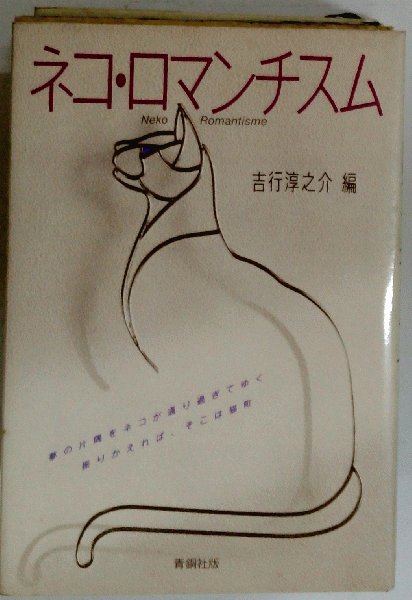 ネコ・ロマンチスム
Neko Romantisme
吉行淳之介 編
夢の片隅をネコが通り過ぎてゆく
振りかえれば、そこは猫町
青銅社版